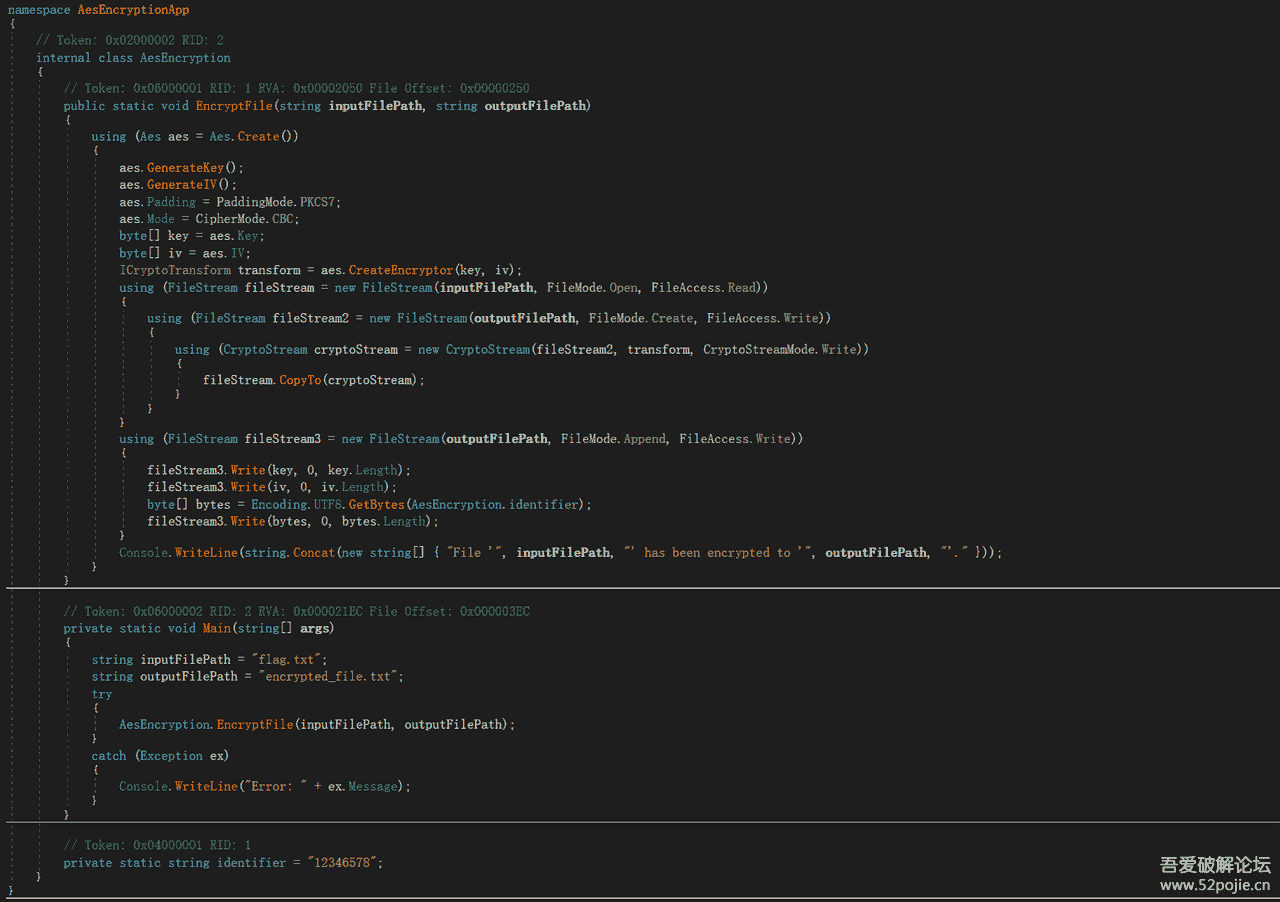 namespace AesEncryptionApp
{
// Token: 0x02000002 RID: 2
internal class AesEncryption
{
// Token: 0x06000001 RID: 1 RVA: 0x00002050 File Offset: 0x00000250
public static void EncryptFile(string inputFilePath, string outputFilePath)
{
using (Aes aes = Aes.Create())
{
aes.GenerateKey();
aes.GenerateIV();
aes.Padding = PaddingMode.PKCS7;
aes.Mode = CipherMode.CBC;
byte[] key = aes.Key;
byte[] iv = aes.IV;
ICryptoTransform transform = aes.CreateEncryptor(key, iv);
using (FileStream fileStream = new FileStream(inputFilePath, FileMode.Open, FileAccess.Read))
{
using (FileStream fileStream2 = new FileStream(outputFilePath, FileMode.Create, FileAccess.Write))
{
using (CryptoStream cryptoStream = new CryptoStream(fileStream2, transform, CryptoStreamMode.Write))
{
fileStream.CopyTo(cryptoStream);
}
}
}
using (FileStream fileStream3 = new FileStream(outputFilePath, FileMode.Append, FileAccess.Write))
{
fileStream3.Write(key, 0, key.Length);
fileStream3.Write(iv, 0, iv.Length);
byte[] bytes = Encoding.UTF8.GetBytes(AesEncryption.identifier);
fileStream3.Write(bytes, 0, bytes.Length);
}
Console.WriteLine(string.Concat(new string[] { "File '", inputFilePath, "' has been encrypted to '", outputFilePath, "'." }));
}
}
// Token: 0x06000002 RID: 2 RVA: 0x000021EC File Offset: 0x000003EC
private static void Main(string[] args)
{
string inputFilePath = "flag.txt";
string outputFilePath = "encrypted_file.txt";
try
{
AesEncryption.EncryptFile(inputFilePath, outputFilePath);
}
catch (Exception ex)
{
Console.WriteLine("Error: " + ex.Message);
}
}
// Token: 0x04000001 RID: 1
private static string identifier = "12346578";
}
}
吾爱破解论坛
www.52pojie.cn